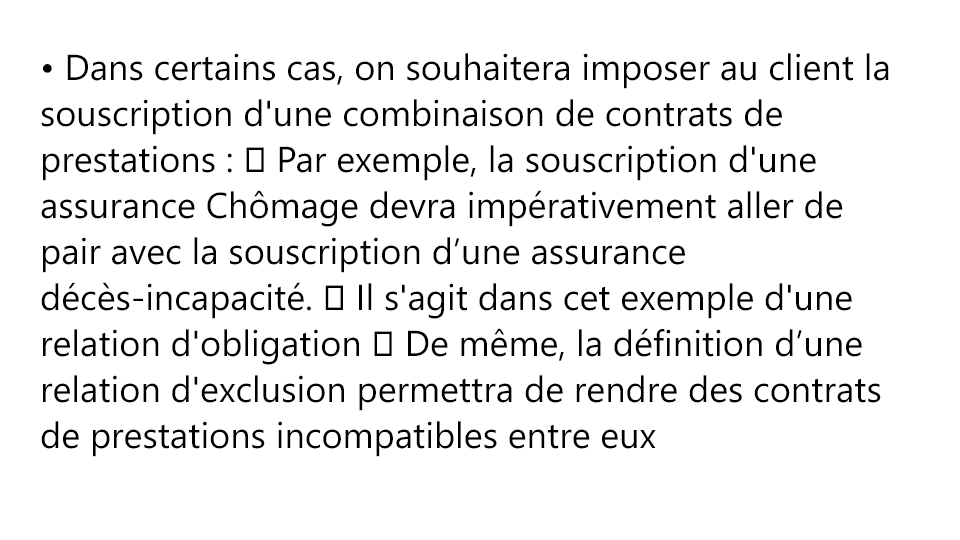 • Dans certains cas, on souhaitera imposer au client la
souscription d'une combinaison de contrats de
prestations : 􀂃 Par exemple, la souscription d'une
assurance Chômage devra impérativement aller de
pair avec la souscription d’une assurance
décès-incapacité. 􀂃 Il s'agit dans cet exemple d'une
relation d'obligation 􀂃 De même, la définition d’une
relation d'exclusion permettra de rendre des contrats
de prestations incompatibles entre eux